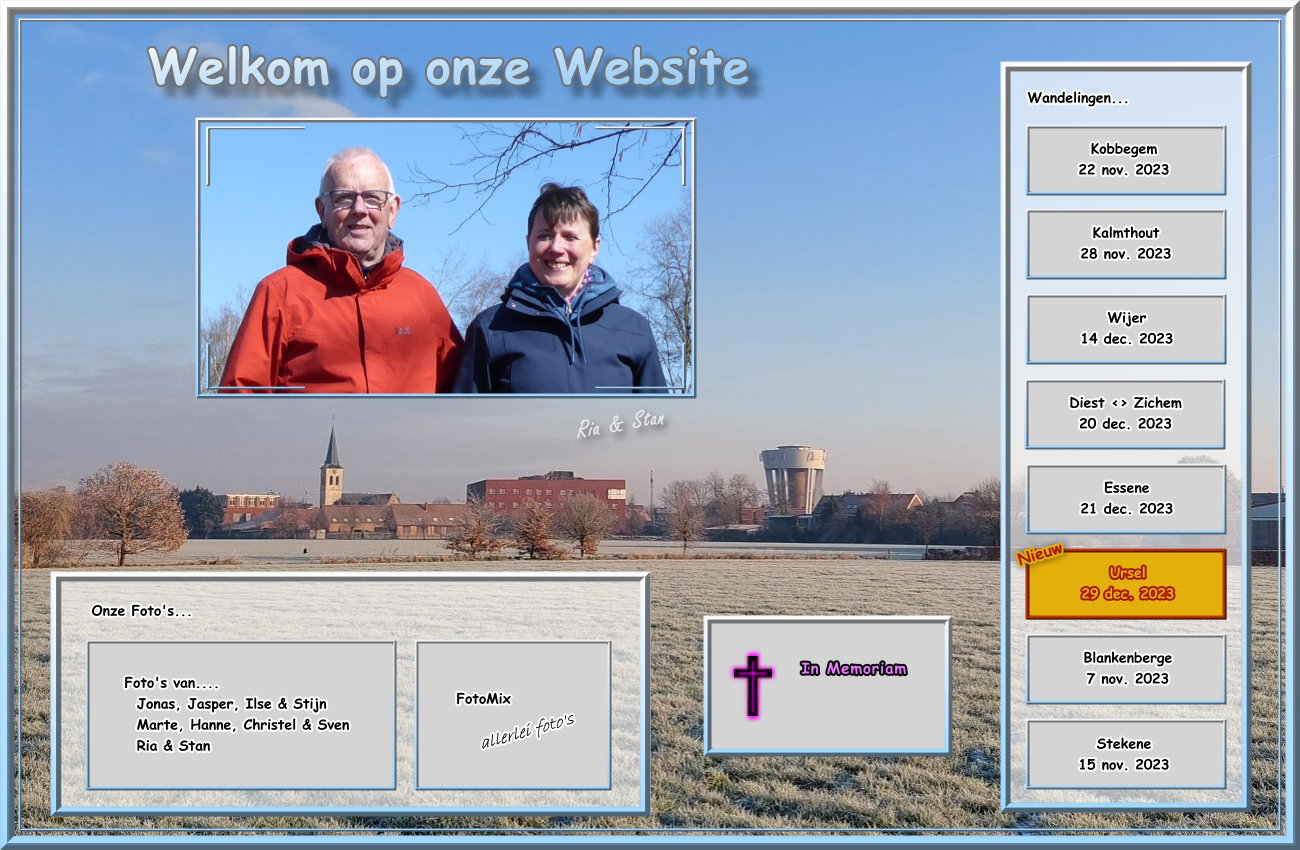 Welkom op onze Website
Ria & Stan
Wandelingen...
Kobbegem
22 nov. 2023
Kalmthout
28 nov. 2023
Wijer
14 dec. 2023
Diest <> Zichem
20 dec. 2023
Essene
21 dec. 2023
Nieuw
Ursel
29 dec. 2023
Blankenberge
7 nov. 2023
Stekene
15 nov. 2023
Onze Foto's...
Foto's van....
Jonas, Jasper, Ilse & Stijn
Marte, Hanne, Christel & Sven
Ria & Stan
FotoMix
allerlei foto's
In Memoriam